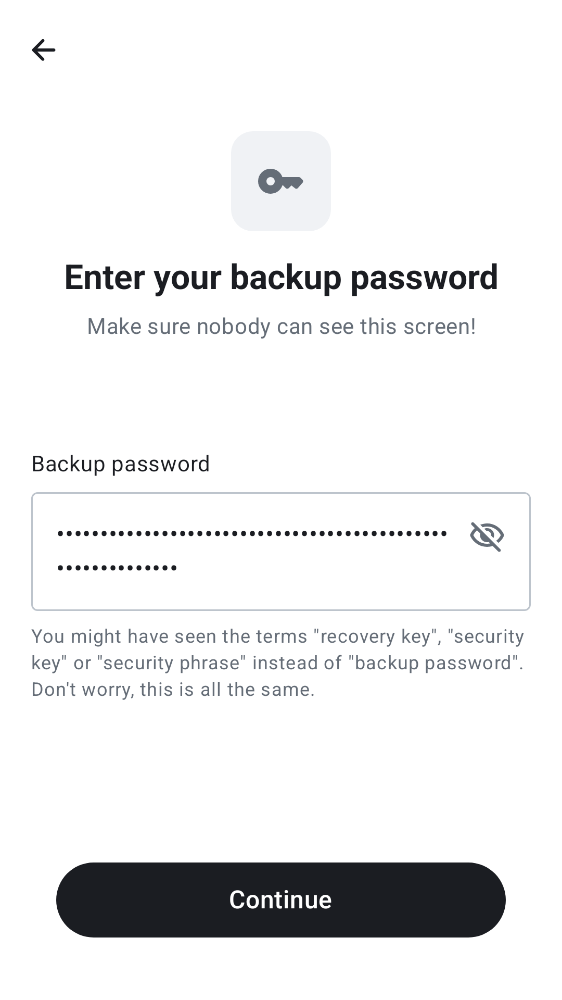 Enter your backup password
Make sure nobody can see this screen!
Backup password
•••••••••••••••••••••••••••••••••••••••••••••
••••••••••••••
You might have seen the terms "recovery key", "security
key" or "security phrase" instead of "backup password".
Don't worry, this is all the same.
Continue